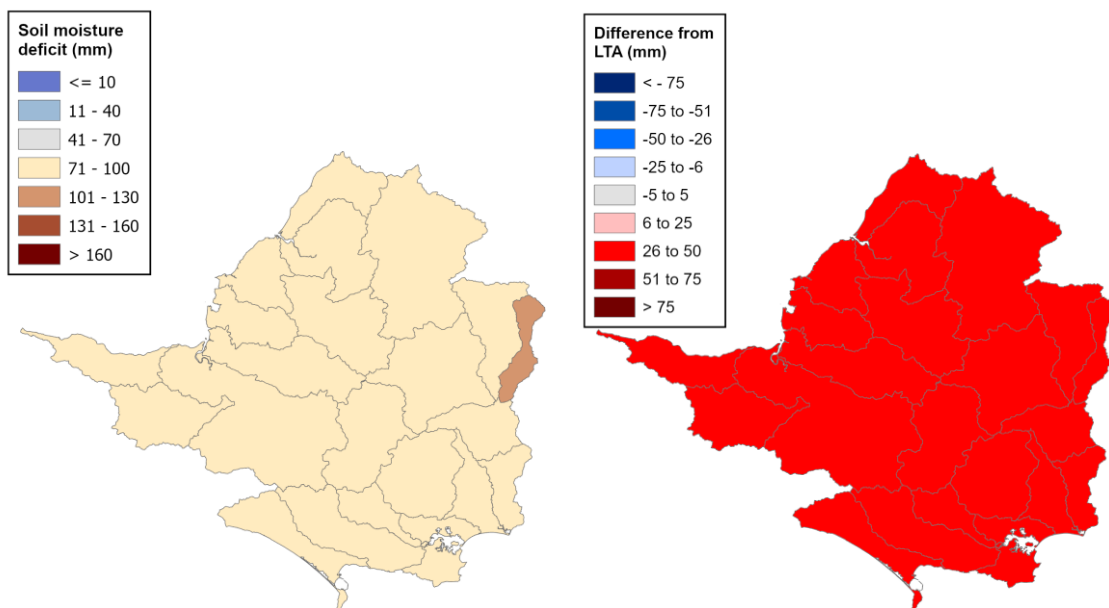 Soil moisture
deficit (mm)
<= 10
11 - 40
41 - 70
71 - 100
101 - 130
131 - 160
> 160
Difference from
LTA (mm)
< - 75
-75 to -51
-50 to -26
-25 to -6
-5 to 5
6 to 25
26 to 50
51 to 75
> 75